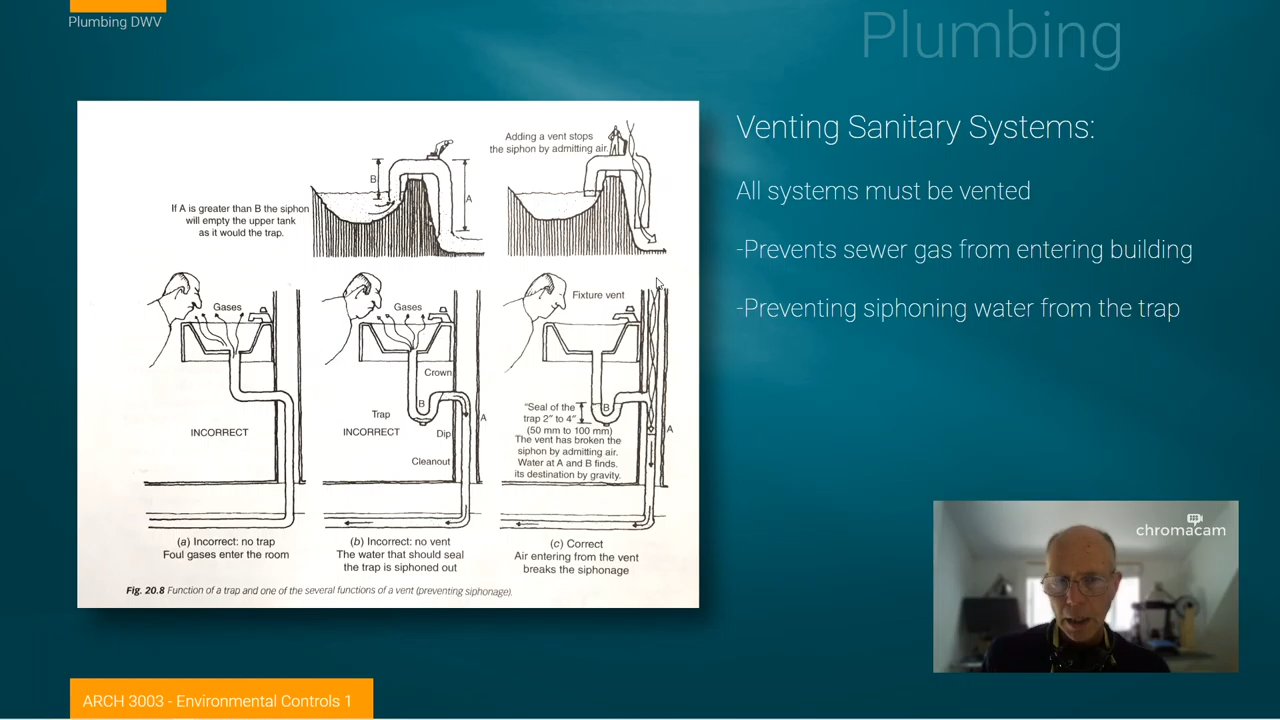 Plumbing DWV
Plumbing
Adding a vent stops
the siphon by admitting air.
B
A
If A is greater than B the siphon
will empty the upper tank
as it would the trap.
Venting Sanitary Systems:
All systems must be vented
-Prevents sewer gas from entering building
-Preventing siphoning water from the trap
Gases
INCORRECT
(a) Incorrect: no trap
Foul gases enter the room
Gases
Crown
B
Trap
A
INCORRECT
Dip
Cleanout
(b) Incorrect: no vent
The water that should seal
the trap is siphoned out
Fixture vent
"Seal of the
trap 2" to 4"
(50 mm to 100 mm)
B
A
The vent has broken the
siphon by admitting air.
Water at A and B finds.
its destination by gravity.
(c) Correct
Air entering from the vent
breaks the siphonage
Fig. 20.8 Function of a trap and one of the several functions of a vent (preventing siphonage).
chromacam
ARCH 3003 - Environmental Controls 1